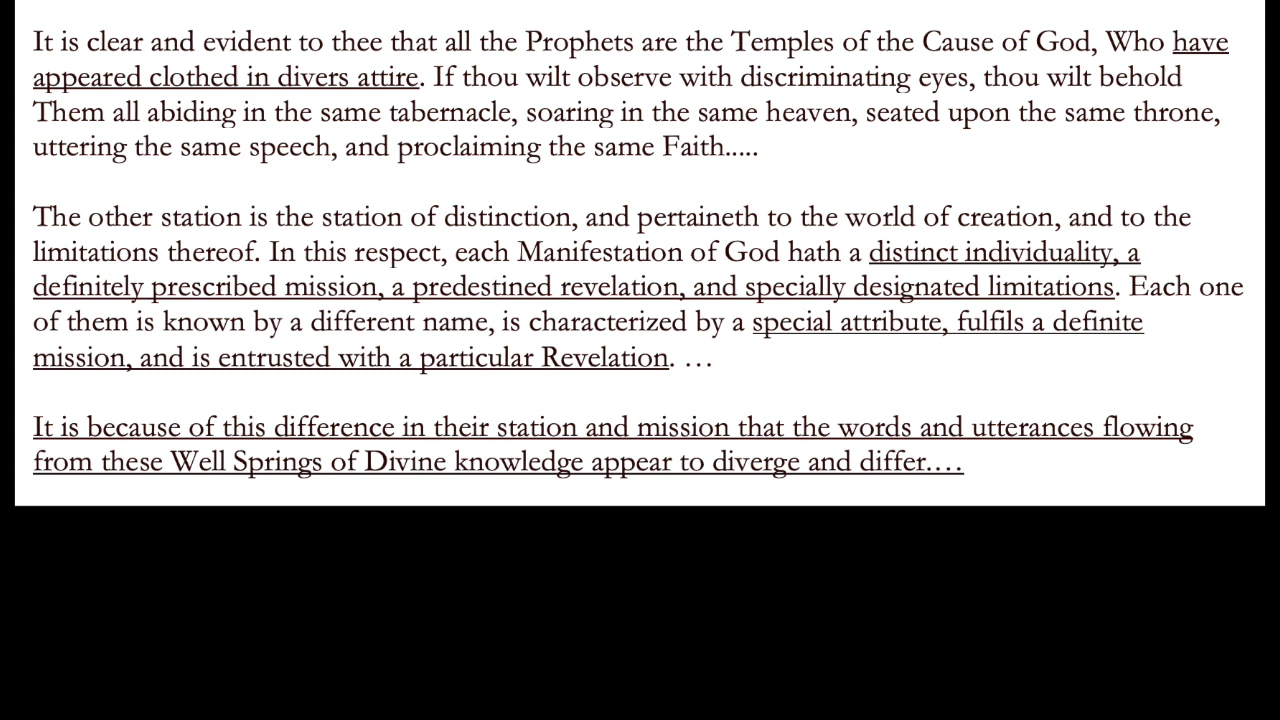 It is clear and evident to thee that all the Prophets are the Temples of the Cause of God, Who have
appeared clothed in divers attire. If thou wilt observe with discriminating eyes, thou wilt behold
Them all abiding in the same tabernacle, soaring in the same heaven, seated upon the same throne,
uttering the same speech, and proclaiming the same Faith.....
The other station is the station of distinction, and pertaineth to the world of creation, and to the
limitations thereof. In this respect, each Manifestation of God hath a distinct individuality, a
definitely prescribed mission, a predestined revelation, and specially designated limitations. Each one
of them is known by a different name, is characterized by a special attribute, fulfils a definite
mission, and is entrusted with a particular Revelation. …
It is because of this difference in their station and mission that the words and utterances flowing
from these Well Springs of Divine knowledge appear to diverge and differ.…